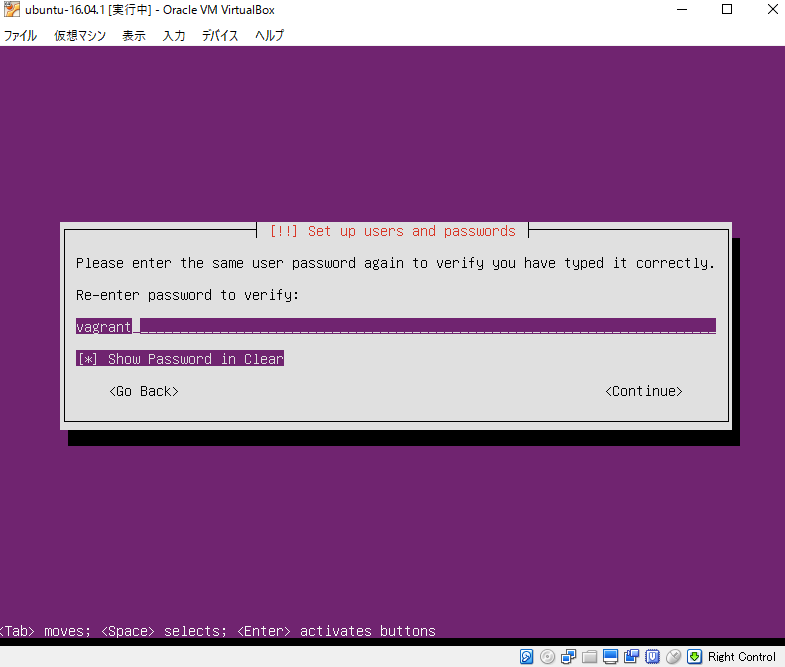 ubuntu-16.04.1 [実行中] - Oracle VM VirtualBox
ファイル 仮想マシン 表示 入力 デバイス ヘルプ
[!!] Set up users and passwords
Please enter the same user password again to verify you have typed it correctly.
Re-enter password to verify:
vagrant
[*] Show Password in Clear
<Go Back> <Continue>
<Tab> moves; <Space> selects; <Enter> activates buttons
Right Control